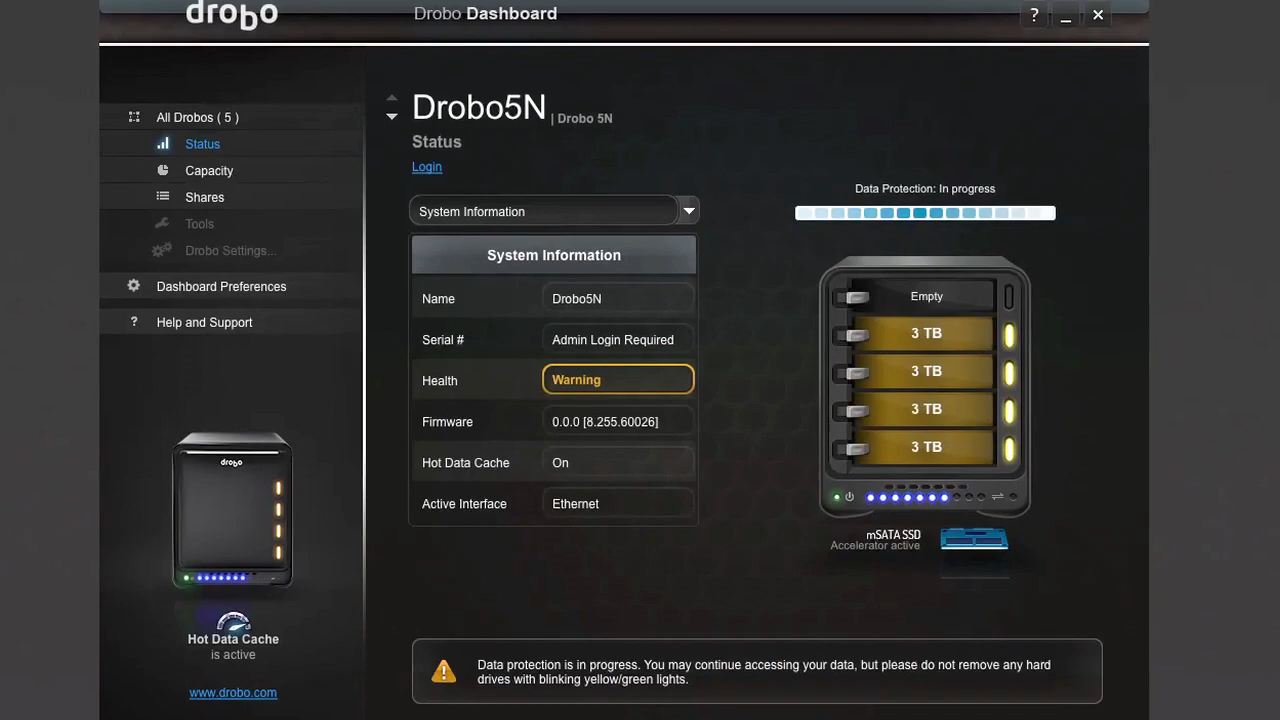 drobo
Drobo Dashboard
? _ X
All Drobos ( 5 )
Status
Capacity
Shares
Tools
Drobo Settings...
Dashboard Preferences
? Help and Support
drobo
Hot Data Cache
is active
www.drobo.com
Drobo5N | Drobo 5N
Status
Login
System Information
System Information
Name Drobo5N
Serial # Admin Login Required
Health Warning
Firmware 0.0.0 [8.255.60026]
Hot Data Cache On
Active Interface Ethernet
Data Protection: In progress
Empty
3 TB
3 TB
3 TB
3 TB
mSATA SSD
Accelerator active
Data protection is in progress. You may continue accessing your data, but please do not remove any hard
drives with blinking yellow/green lights.